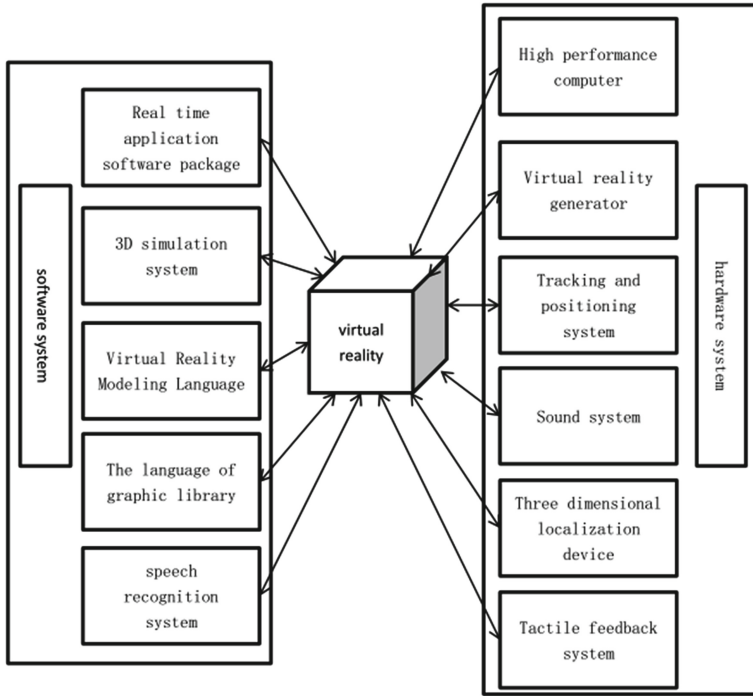 software system
Real time
application
software package
3D simulation
system
Virtual Reality
Modeling Language
The language of
graphic library
speech
recognition
system
virtual
reality
High performance
computer
Virtual reality
generator
Tracking and
positioning
system
Sound system
Three dimensional
localization
device
Tactile feedback
system
hardware system